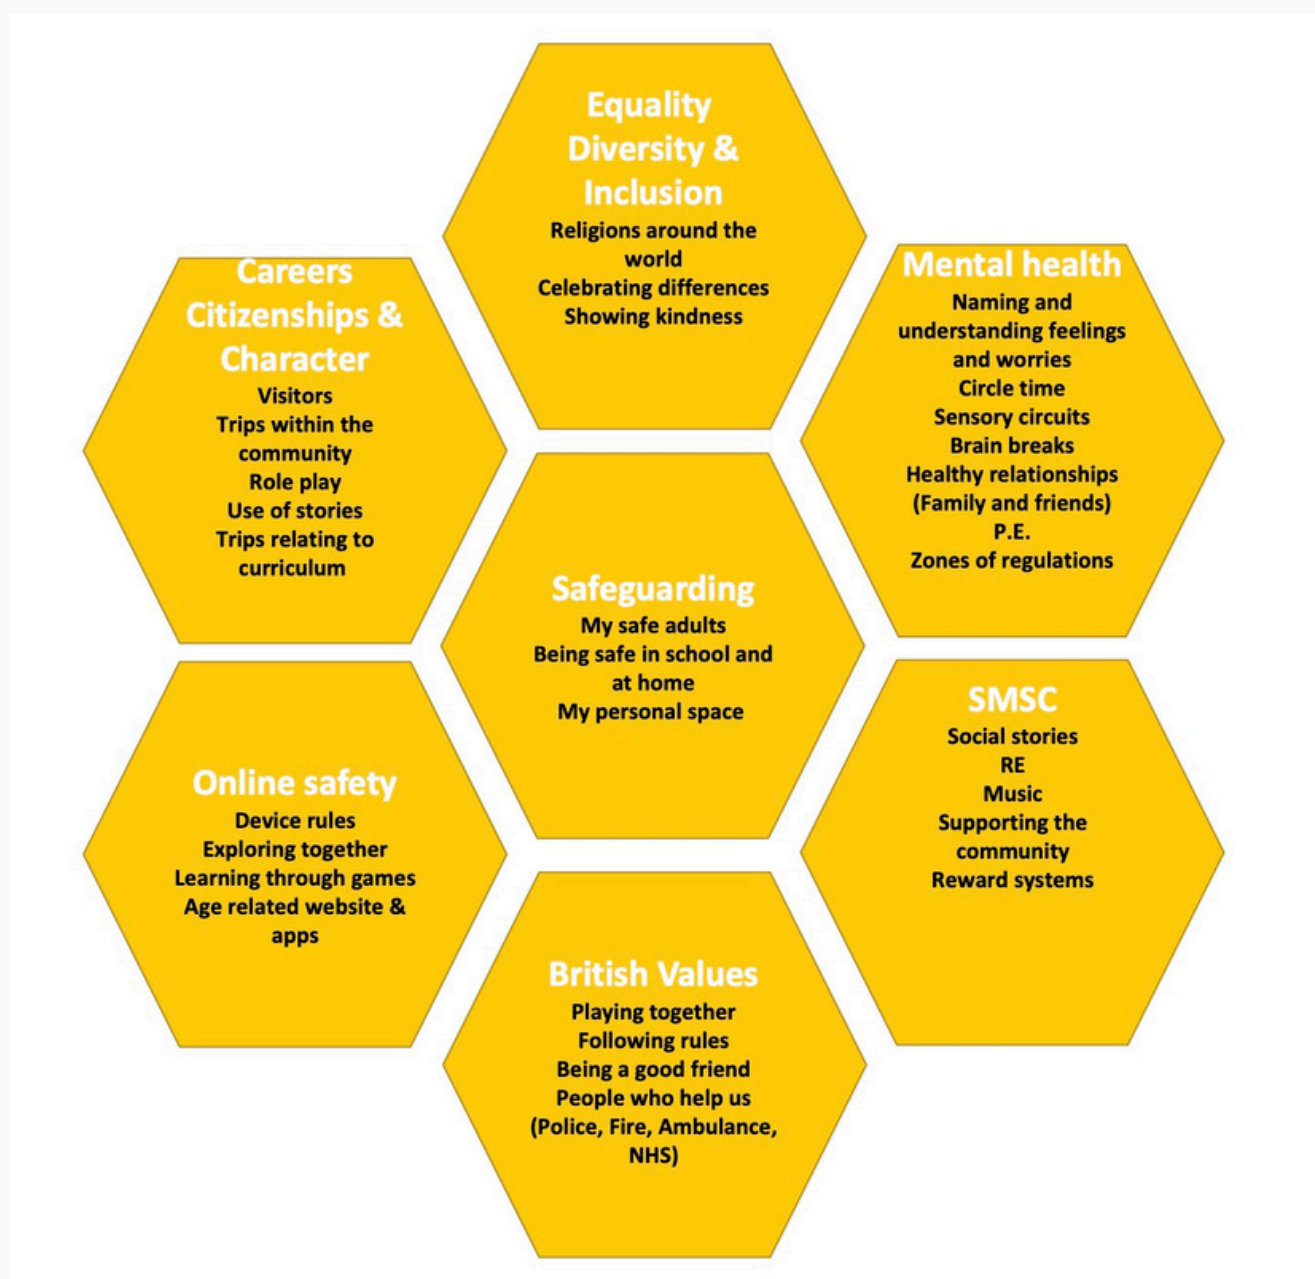 Equality
Diversity &
Inclusion
Religions around the
world
Celebrating differences
Showing kindness
Careers
Citizenships &
Character
Visitors
Trips within the
community
Role play
Use of stories
Trips relating to
curriculum
Mental health
Naming and
understanding feelings
and worries
Circle time
Sensory circuits
Brain breaks
Healthy relationships
(Family and friends)
P.E.
Zones of regulations
Safeguarding
My safe adults
Being safe in school and
at home
My personal space
Online safety
Device rules
Exploring together
Learning through games
Age related website &
apps
SMSC
Social stories
RE
Music
Supporting the
community
Reward systems
British Values
Playing together
Following rules
Being a good friend
People who help us
(Police, Fire, Ambulance,
NHS)